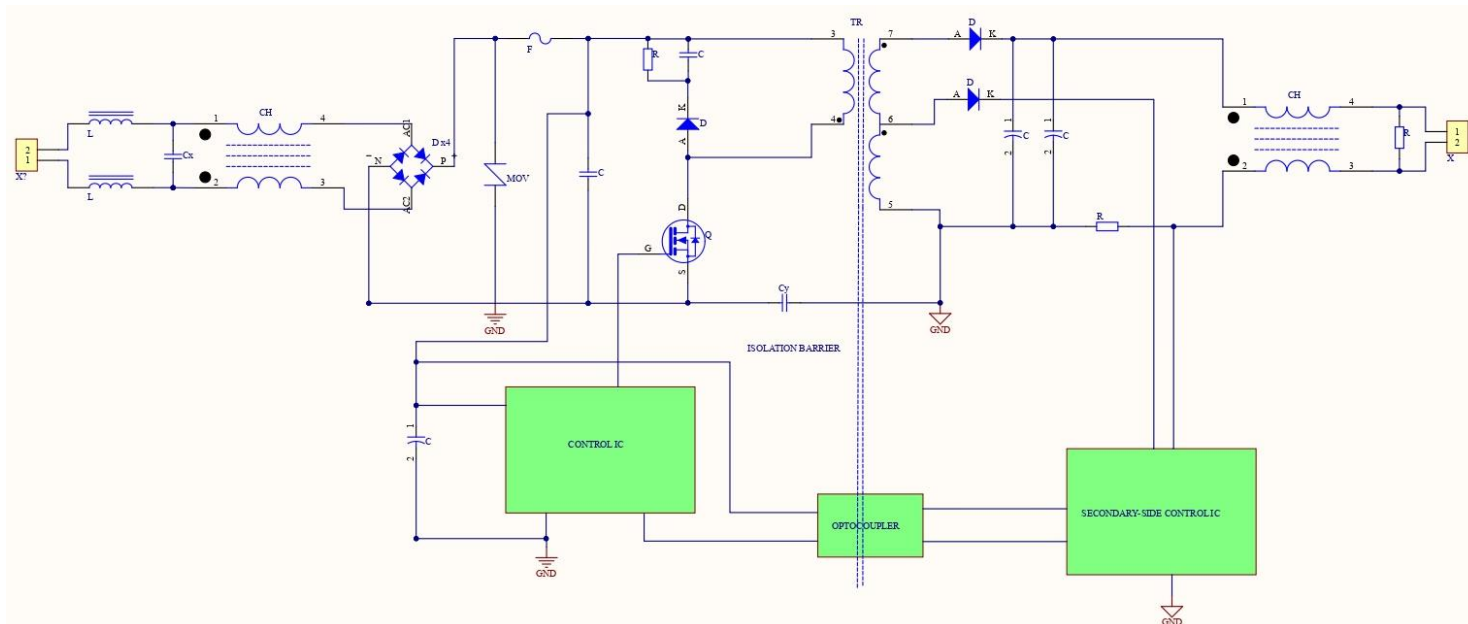 TR
D
3
7
A
K
F
R
C
A
D
K
CH
L
1
4
AC1
K
4
6
CH
1
4
D x4
D
1
1
2
1
Cx
N
-
+
P
A
C
C
R
1
2
X?
MOV
C
2
2
X
2
3
2
3
L
AC2
D
5
G
Q
R
S
Cy
GND
GND
ISOLATION BARRIER
1
C
CONTROL IC
2
SECONDARY-SIDE CONTROL IC
OPTOCOUPLER
GND
GND